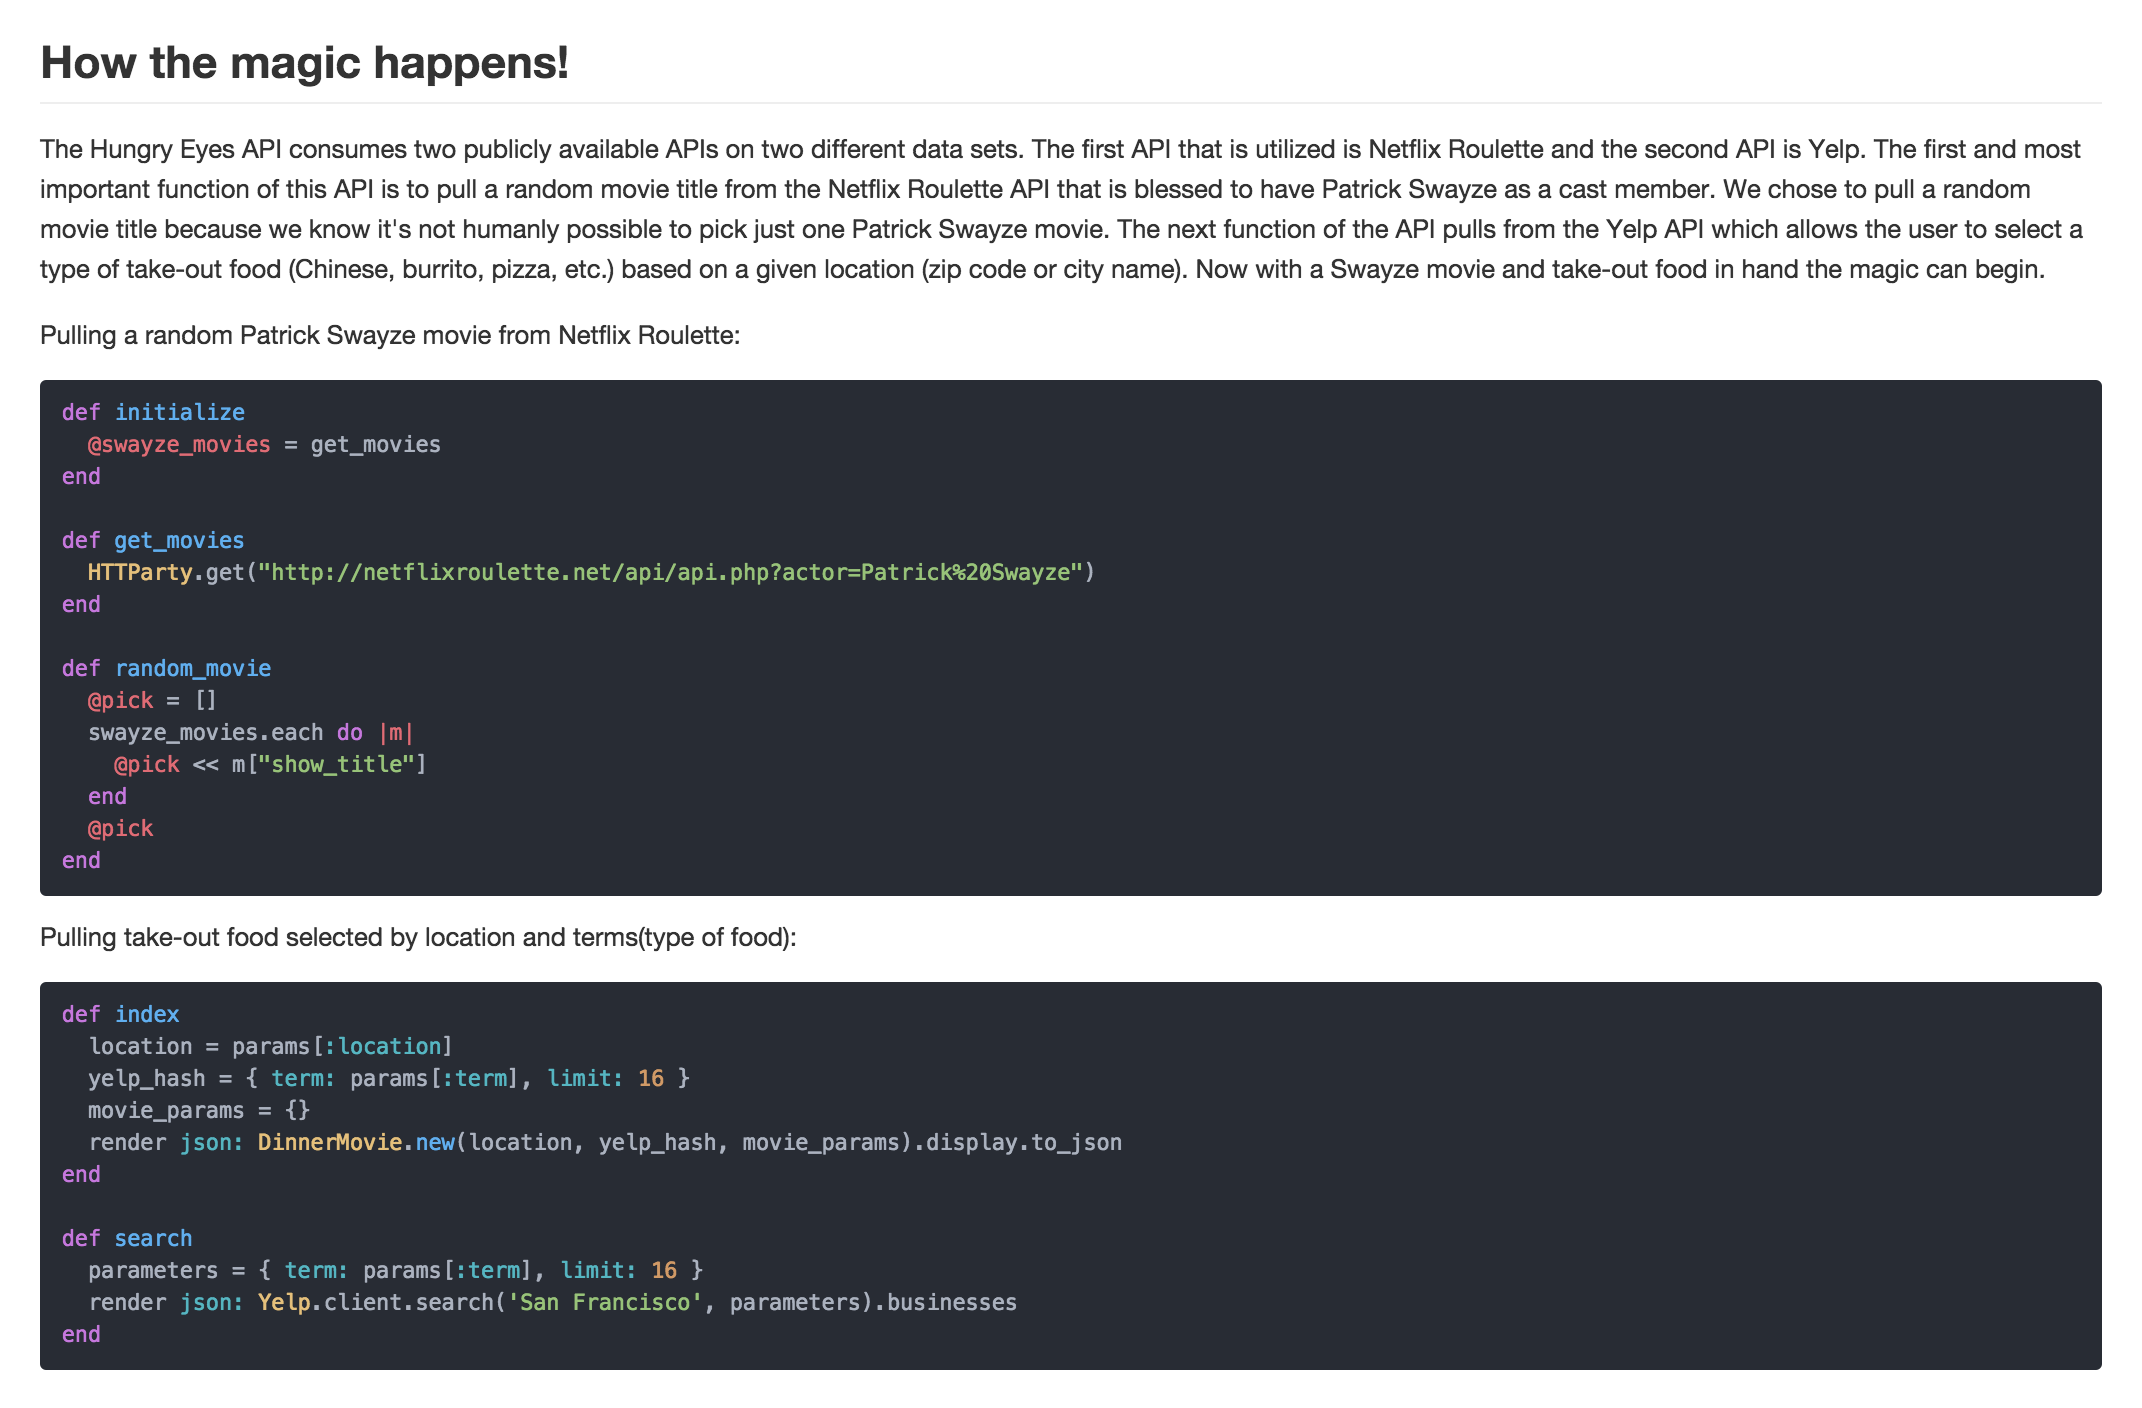 How the magic happens!
The Hungry Eyes API consumes two publicly available APIs on two different data sets. The first API that is utilized is Netflix Roulette and the second API is Yelp. The first and most
important function of this API is to pull a random movie title from the Netflix Roulette API that is blessed to have Patrick Swayze as a cast member. We chose to pull a random
movie title because we know it's not humanly possible to pick just one Patrick Swayze movie. The next function of the API pulls from the Yelp API which allows the user to select a
type of take-out food (Chinese, burrito, pizza, etc.) based on a given location (zip code or city name). Now with a Swayze movie and take-out food in hand the magic can begin.
Pulling a random Patrick Swayze movie from Netflix Roulette:
def initialize
  @swayze_movies = get_movies
end
def get_movies
  HTTParty.get("http://netflixroulette.net/api/api.php?actor=Patrick%20Swayze")
end
def random_movie
  @pick = []
  swayze_movies.each do |m|
    @pick << m["show_title"]
  end
  @pick
end
Pulling take-out food selected by location and terms(type of food):
def index
  location = params[:location]
  yelp_hash = { term: params[:term], limit: 16 }
  movie_params = {}
  render json: DinnerMovie.new(location, yelp_hash, movie_params).display.to_json
end
def search
  parameters = { term: params[:term], limit: 16 }
  render json: Yelp.client.search('San Francisco', parameters).businesses
end